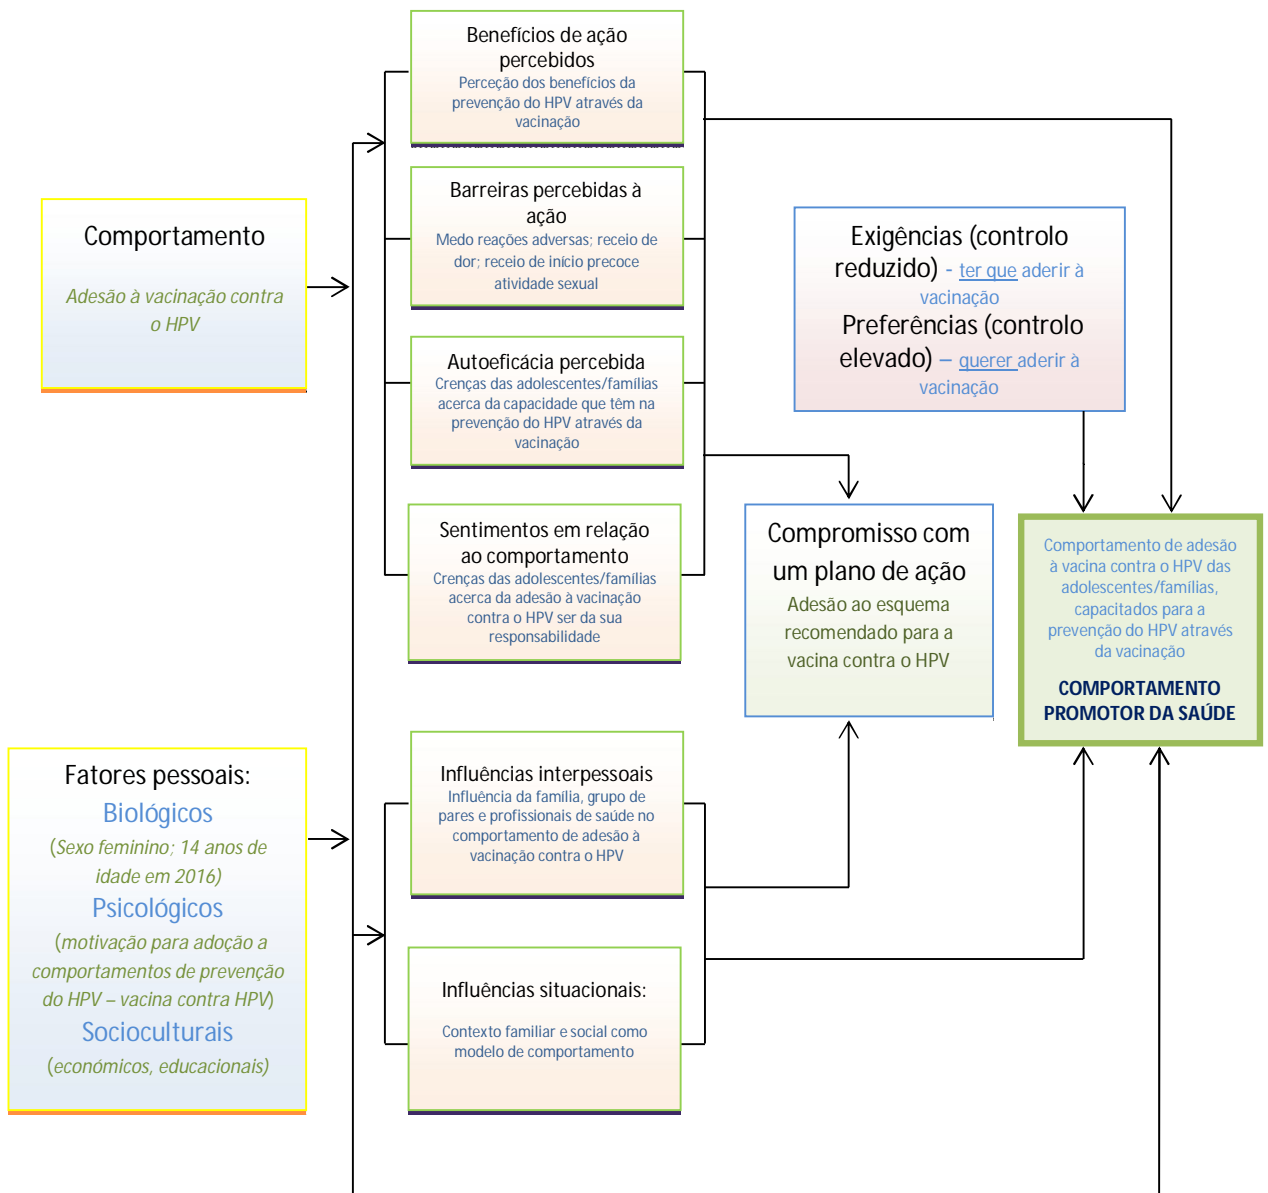 Comportamento
Adesão à vacinação contra
o HPV
Fatores pessoais:
Biológicos
(Sexo feminino; 14 anos de
idade em 2016)
Psicológicos
(motivação para adoção a
comportamentos de prevenção
do HPV – vacina contra HPV)
Socioculturais
(económicos, educacionais)
Benefícios de ação
percebidos
Perceção dos benefícios da
prevenção do HPV através da
vacinação
Barreiras percebidas à
ação
Medo reações adversas; receio de
dor; receio de início precoce
atividade sexual
Autoeficácia percebida
Crenças das adolescentes/famílias
acerca da capacidade que têm na
prevenção do HPV através da
vacinação
Sentimentos em relação
ao comportamento
Crenças das adolescentes/famílias
acerca da adesão à vacinação
contra o HPV ser da sua
responsabilidade
Influências interpessoais
Influência da família, grupo de
pares e profissionais de saúde no
comportamento de adesão à
vacinação contra o HPV
Influências situacionais:
Contexto familiar e social como
modelo de comportamento
Exigências (controlo
reduzido) - ter que aderir à
vacinação
Preferências (controlo
elevado) – querer aderir à
vacinação
Compromisso com
um plano de ação
Adesão ao esquema
recomendado para a
vacina contra o HPV
Comportamento de adesão
à vacina contra o HPV das
adolescentes/famílias,
capacitados para a
prevenção do HPV através
da vacinação
COMPORTAMENTO
PROMOTOR DA SAÚDE